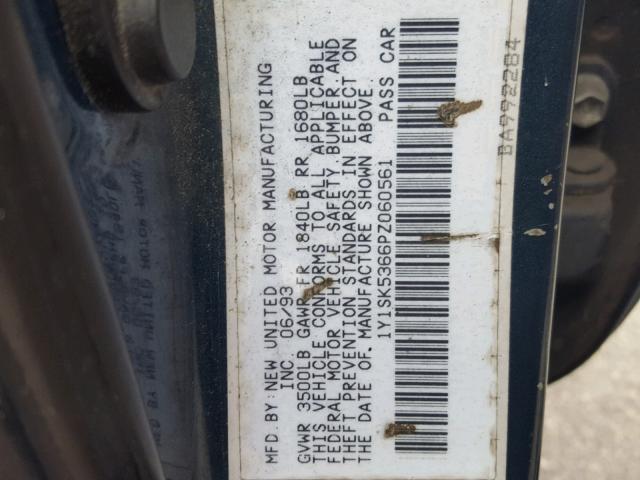 MFD. BY: NEW UNITED MOTOR MANUFACTURING
INC. 06/93
GVWR 3500LB GAWR FR 1840LB RR 1680LB
THIS VEHICLE CONFORMS TO ALL APPLICABLE
FEDERAL MOTOR VEHICLE SAFETY BUMPER AND
THEFT PREVENTION STANDARDS IN EFFECT ON
THE DATE OF MANUFACTURE SHOWN ABOVE.
1Y1SK5366PZ060561 PASS CAR
BA992284